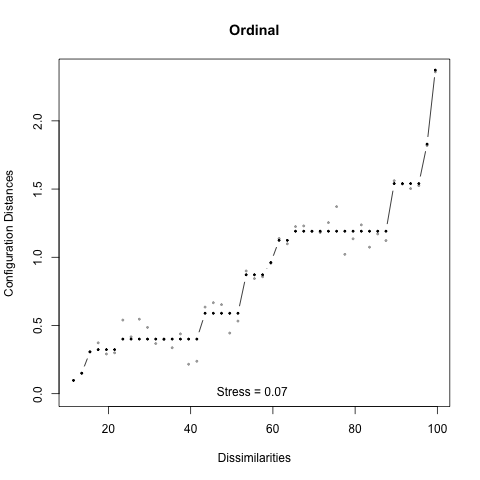 Ordinal
Configuration Distances
2.0
1.5
1.0
0.5
0.0
Stress = 0.07
20 40 60 80 100
Dissimilarities